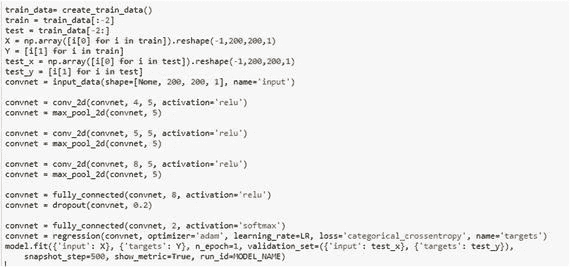 train_data= create_train_data()
train = train_data[:-2]
test = train_data[-2:]
X = np.array([i[0] for i in train]).reshape(-1,200,200,1)
Y = [i[1] for i in train]
test_x = np.array([i[0] for i in test]).reshape(-1,200,200,1)
test_y = [i[1] for i in test]
convnet = input_data(shape=[Nome, 200, 200, 1], name='input')
convnet = conv_2d(convnet, 4, 5, activation='relu')
convnet = max_pool_2d(convnet, 5)
convnet = conv_2d(convnet, 5, 5, activation='relu')
convnet = max_pool_2d(convnet, 5)
convnet = conv_2d(convnet, 8, 5, activation='relu')
convnet = max_pool_2d(convnet, 5)
convnet = fully_connected(convnet, 8, activation='relu')
convnet = dropout(convnet, 0.2)
convnet = fully_connected(convnet, 2, activation='softmax')
convnet = regression(convnet, optimizer='adam', learning_rate=LR, loss='categorical_crossentropy', name='targets')
model.fit({'input': X}, {'targets': Y}, n_epoch=1, validation_set=({'input': test_x}, {'targets': test_y}),
snapshot_step=500, show_metric=True, run_id=MODEL_NAME)